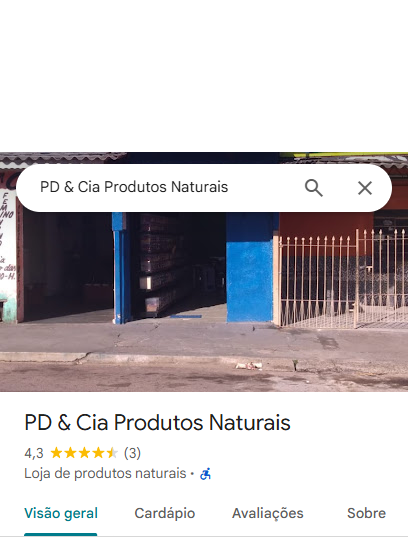 PD & Cia Produtos Naturais
F
E
M
NINO
PD & Cia Produtos Naturais
4,3 (3)
Loja de produtos naturais •
Visão geral Cardápio Avaliações Sobre